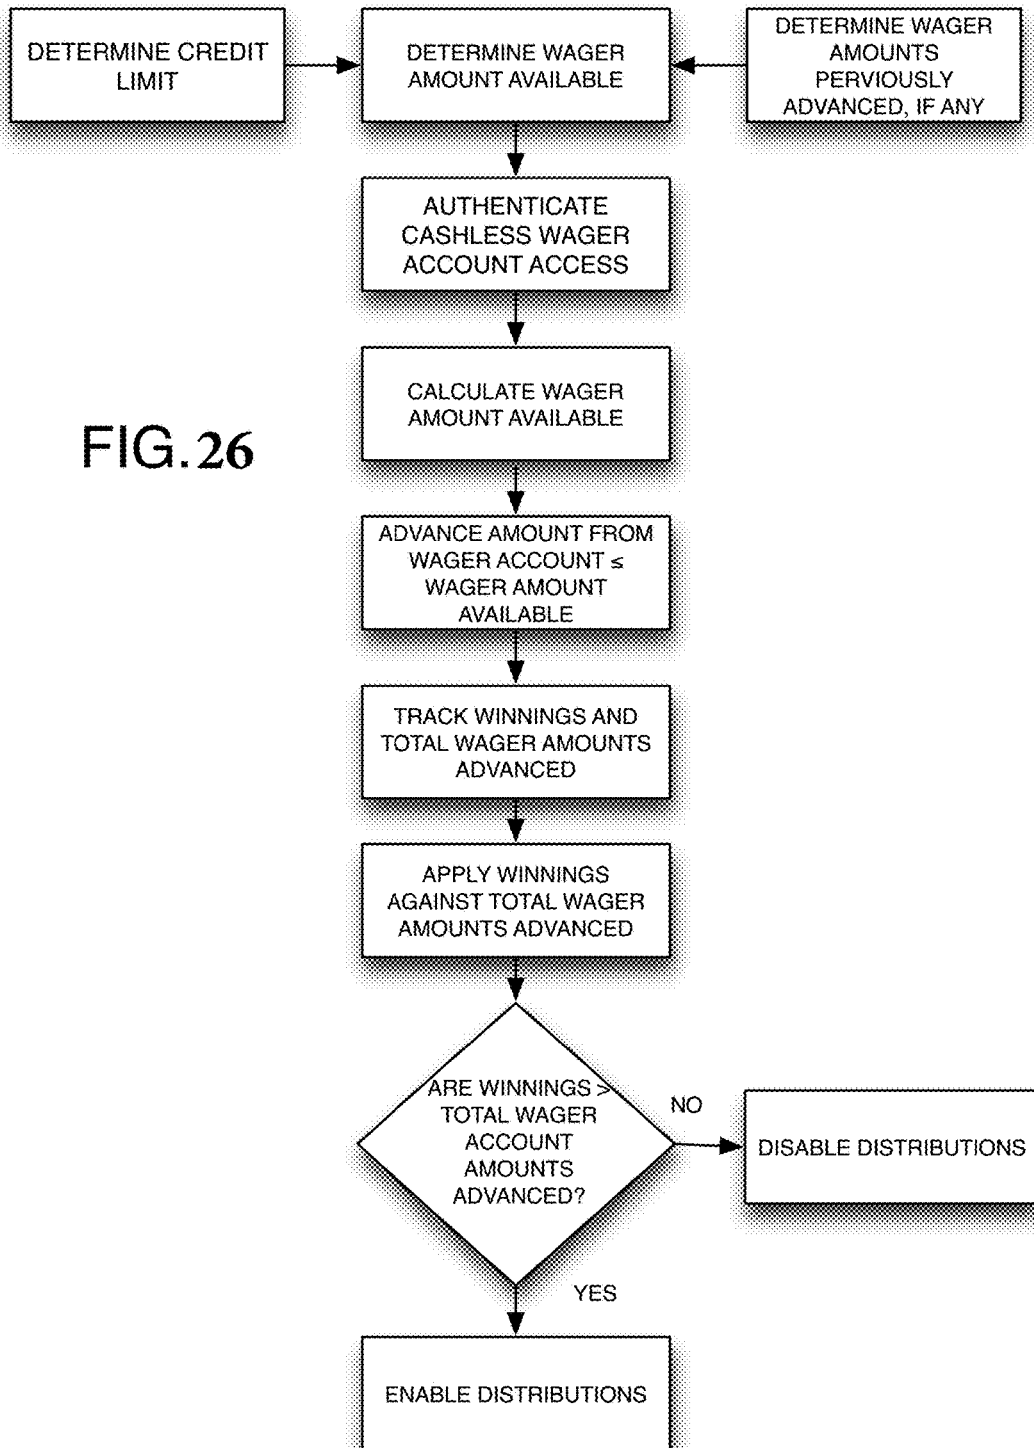 DETERMINE CREDIT
LIMIT
DETERMINE WAGER
AMOUNT AVAILABLE
DETERMINE WAGER
AMOUNTS
PERVIOUSLY
ADVANCED, IF ANY
AUTHENTICATE
CASHLESS WAGER
ACCOUNT ACCESS
CALCULATE WAGER
AMOUNT AVAILABLE
FIG. 26
ADVANCE AMOUNT FROM
WAGER ACCOUNT ≤
WAGER AMOUNT
AVAILABLE
TRACK WINNINGS AND
TOTAL WAGER AMOUNTS
ADVANCED
APPLY WINNINGS
AGAINST TOTAL WAGER
AMOUNTS ADVANCED
ARE WINNINGS >
TOTAL WAGER
ACCOUNT
AMOUNTS
ADVANCED?
NO
DISABLE DISTRIBUTIONS
YES
ENABLE DISTRIBUTIONS